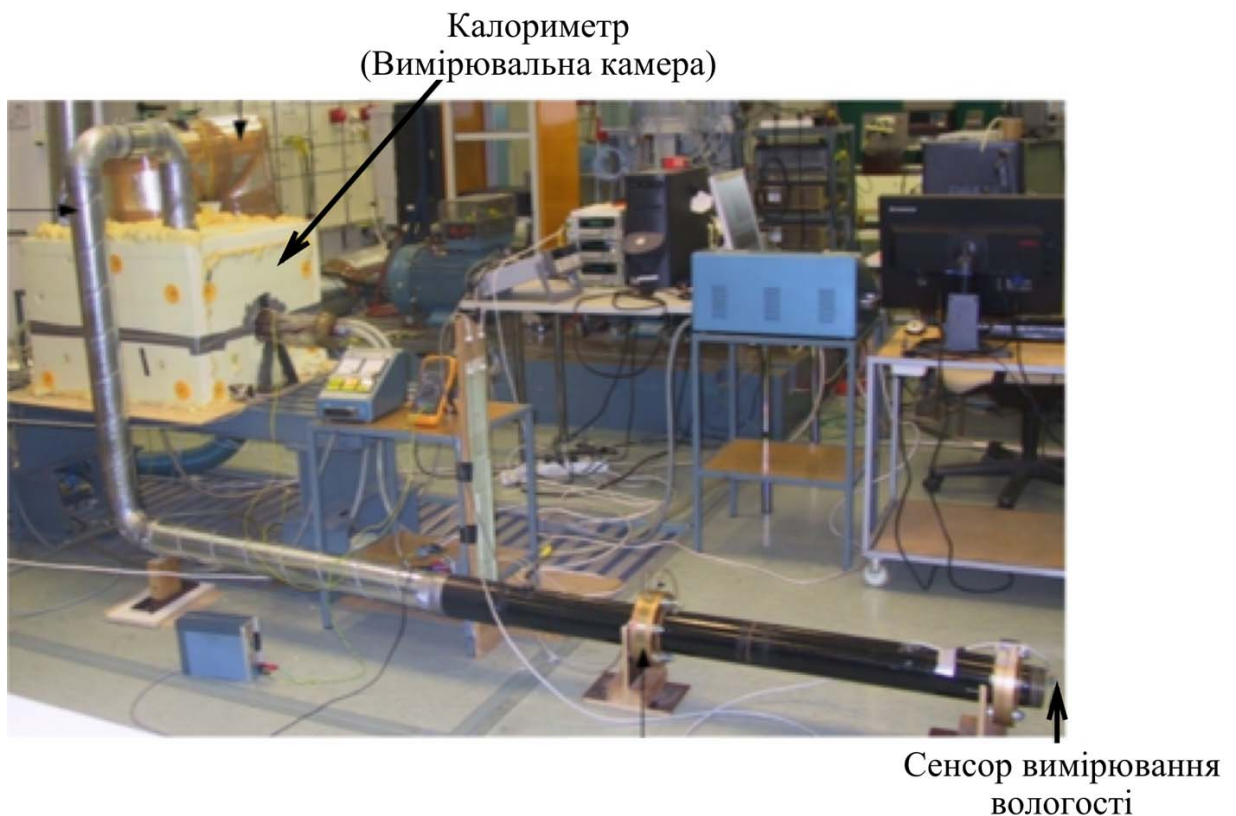 Калориметр
(Вимірювальна камера)
Сенсор вимірювання
вологості